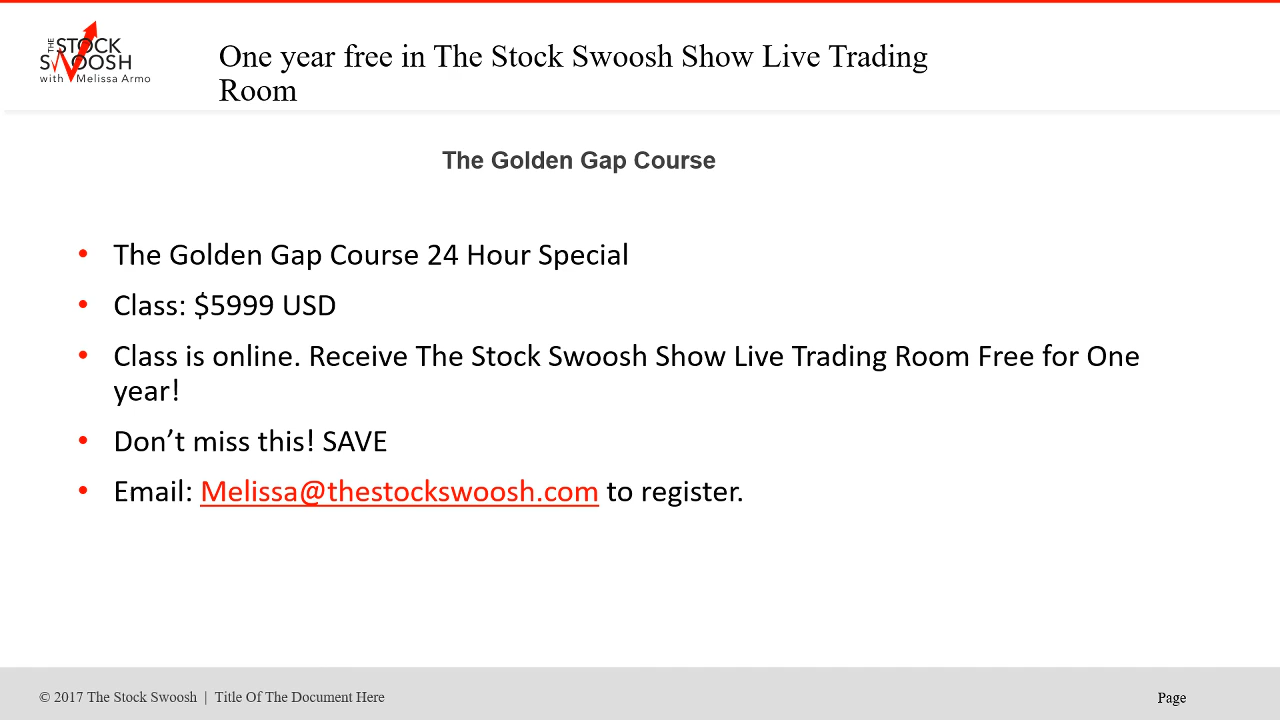 THE
STOCK
SWOOSH
with Melissa Armo
One year free in The Stock Swoosh Show Live Trading
Room
The Golden Gap Course
• The Golden Gap Course 24 Hour Special
• Class: $5999 USD
• Class is online. Receive The Stock Swoosh Show Live Trading Room Free for One
year!
• Don’t miss this! SAVE
• Email: Melissa@thestockswoosh.com to register.
© 2017 The Stock Swoosh | Title Of The Document Here
Page